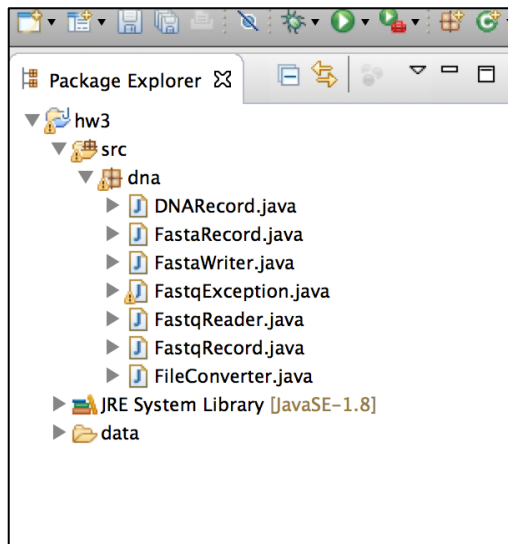 Package Explorer
hw3
src
dna
DNARecord.java
FastaRecord.java
FastaWriter.java
FastqException.java
FastqReader.java
FastqRecord.java
FileConverter.java
JRE System Library [JavaSE-1.8]
data